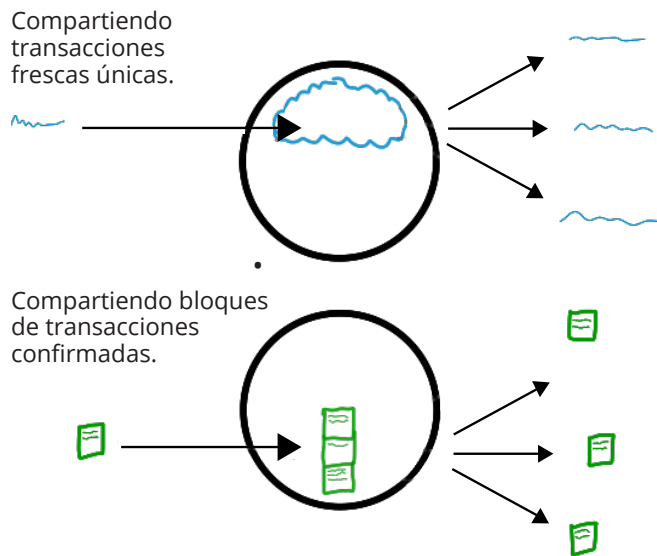 Compartiendo
transacciones
frescas únicas.
Compartiendo bloques
de transacciones
confirmadas.